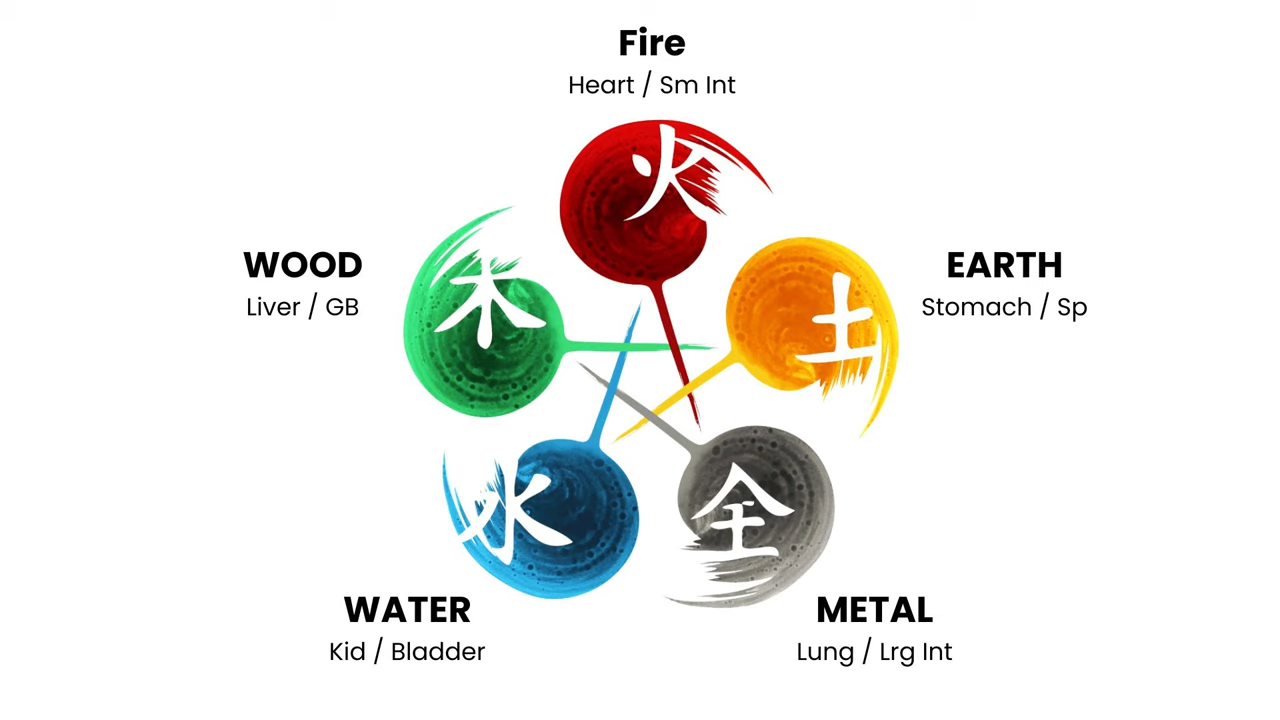 Fire
Heart / Sm Int
火
WOOD
Liver / GB
木
EARTH
Stomach / Sp
土
水
全
WATER
Kid / Bladder
METAL
Lung / Lrg Int